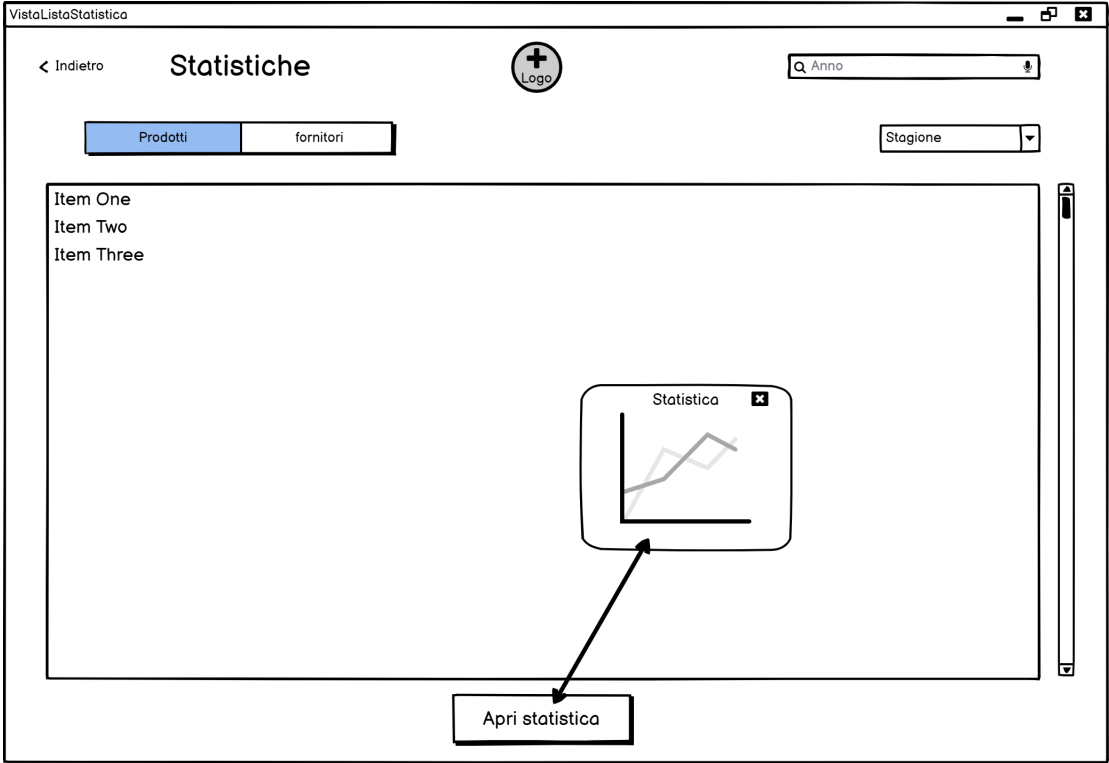 VistaListaStatistica
Indietro
Statistiche
Logo
Anno
Prodotti
fornitori
Stagione
Item One
Item Two
Item Three
Statistica
Apri statistica